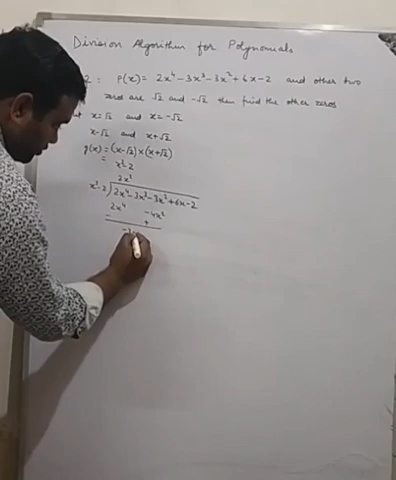 Division Algorithm for Polynomials
2 : P(x) = 2x⁴ - 3x³ - 3x² + 6x - 2 and other two
zeros are √2 and -√2 then find the other zeros
x = √2 and x = -√2
x-√2 and x+√2
g(x) = (x-√2) × (x+√2)
= x² - 2
2x²
x²-2 ) 2x⁴ - 3x³ - 3x² + 6x - 2
2x⁴ - 4x²
- +
-3